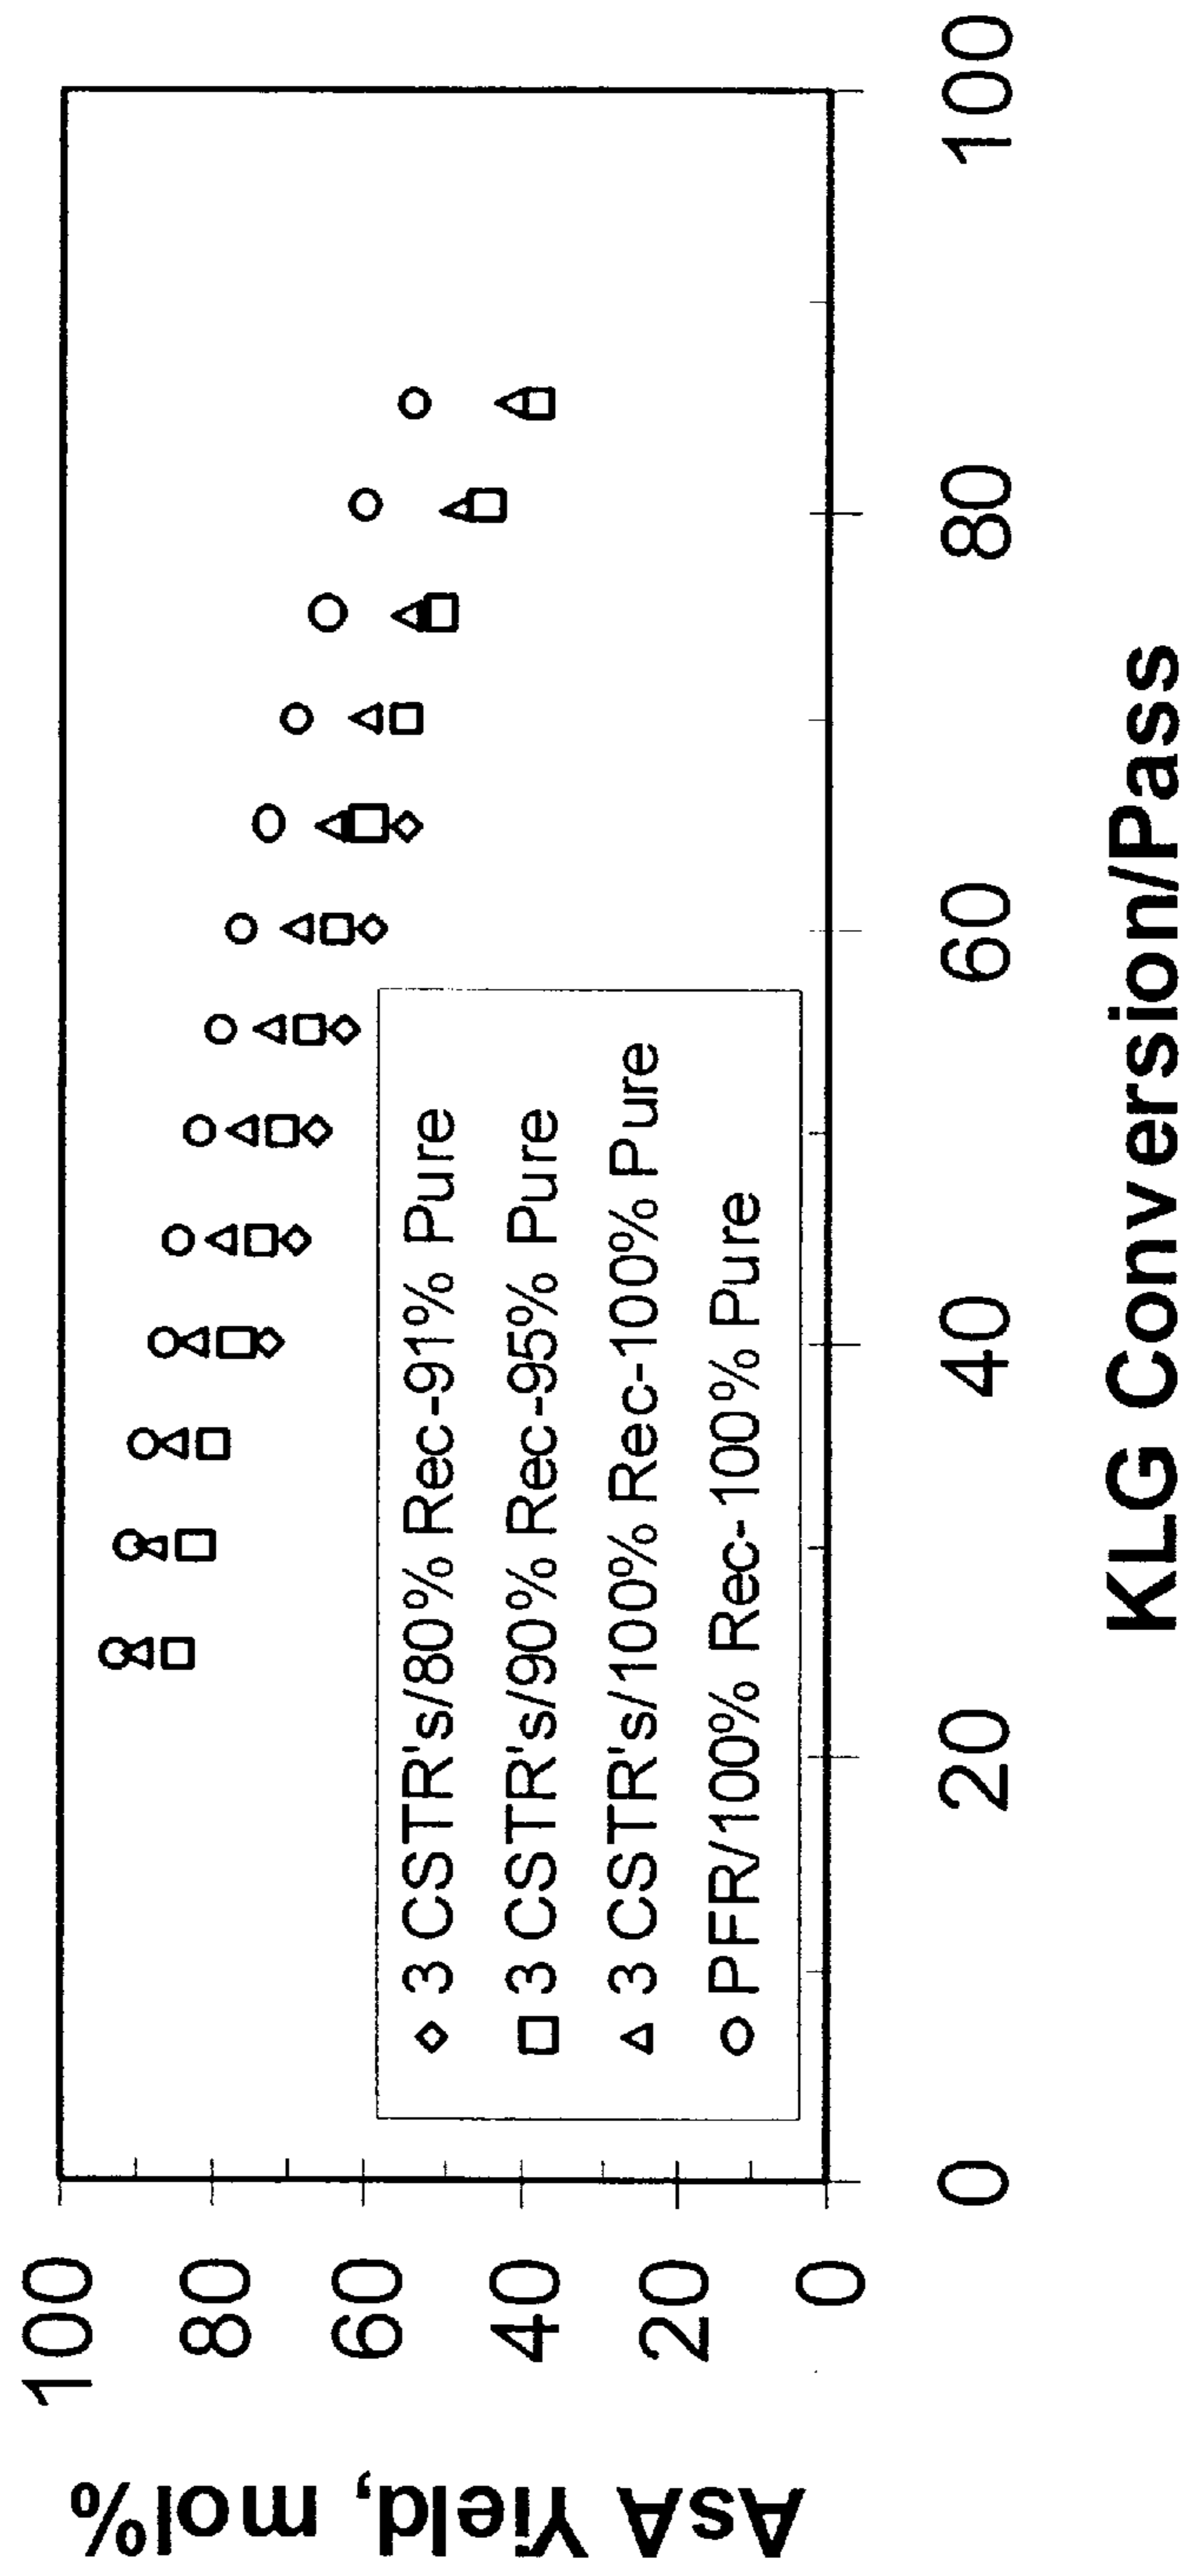 AsA Yield, mol%
100
80
60
40
20
0
3 CSTR's/80% Rec-91% Pure
3 CSTR's/90% Rec-95% Pure
3 CSTR's/100% Rec-100% Pure
PFR/100% Rec-100% Pure
0 20 40 60 80 100
KLG Conversion/Pass